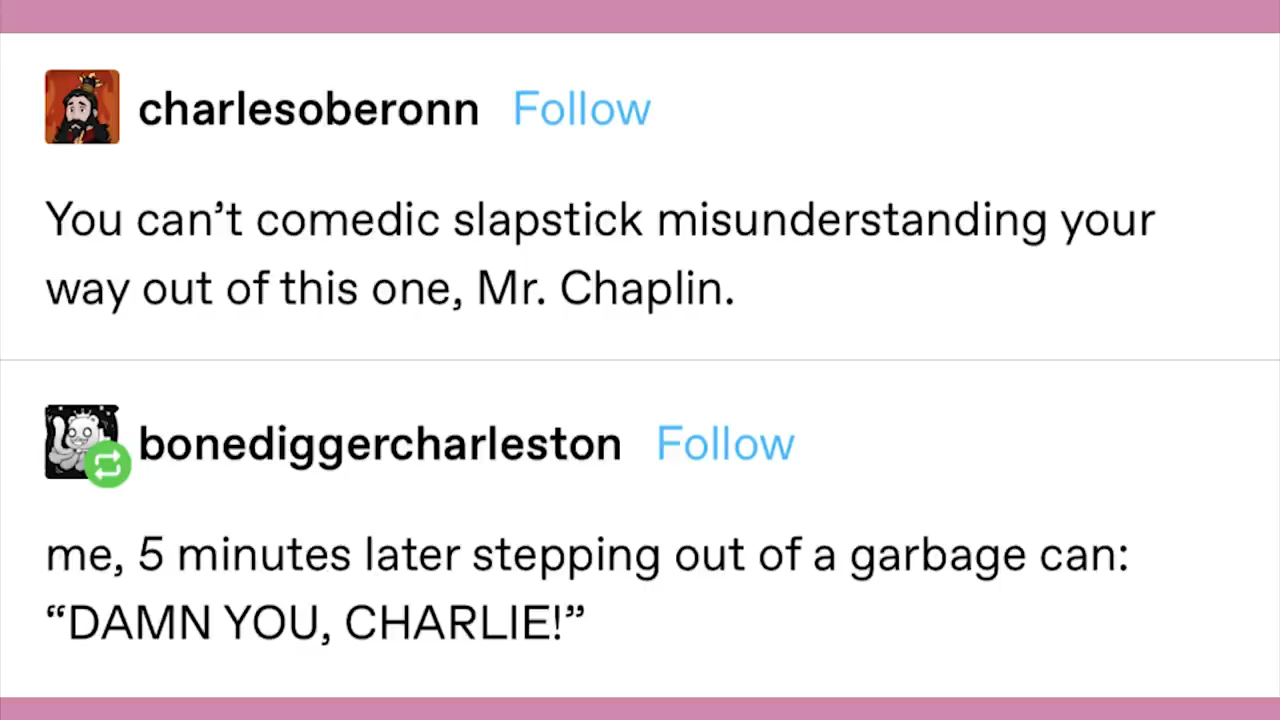 charlesoberonn Follow
You can’t comedic slapstick misunderstanding your
way out of this one, Mr. Chaplin.
bonediggercharleston Follow
me, 5 minutes later stepping out of a garbage can:
“DAMN YOU, CHARLIE!”